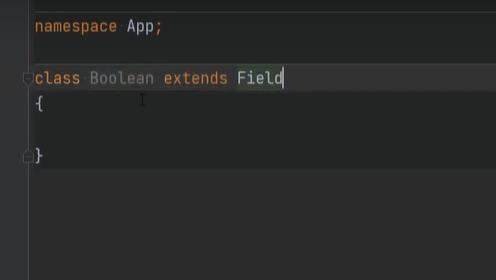 namespace App;
class Boolean extends Field
{
}